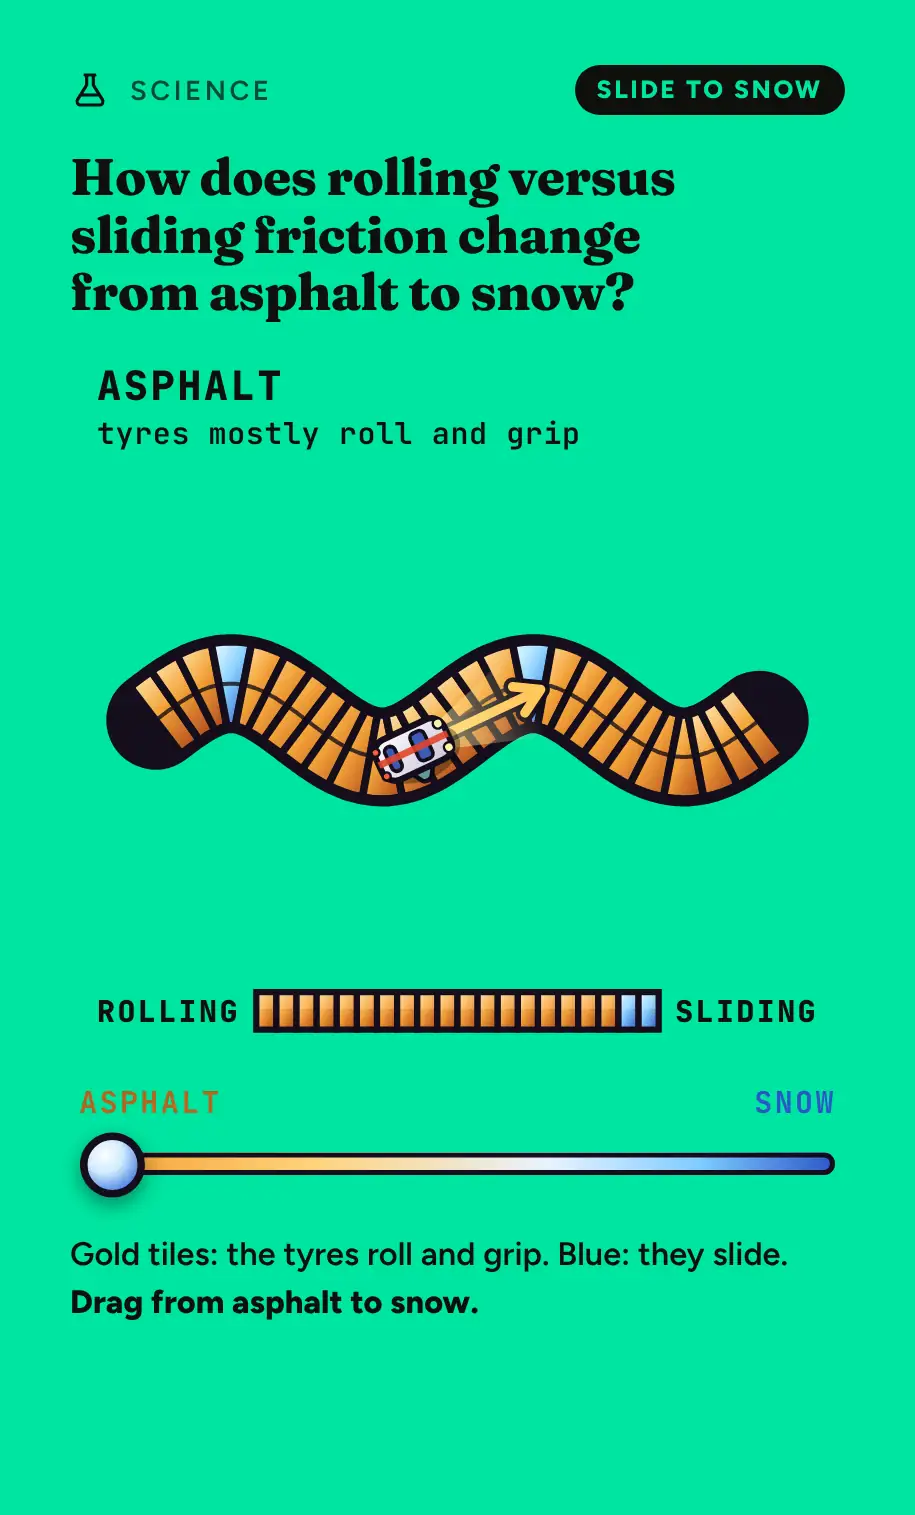 SCIENCE
SLIDE TO SNOW
How does rolling versus
sliding friction change
from asphalt to snow?
ASPHALT
tyres mostly roll and grip
ROLLING
SLIDING
ASPHALT
SNOW
Gold tiles: the tyres roll and grip. Blue: they slide.
Drag from asphalt to snow.